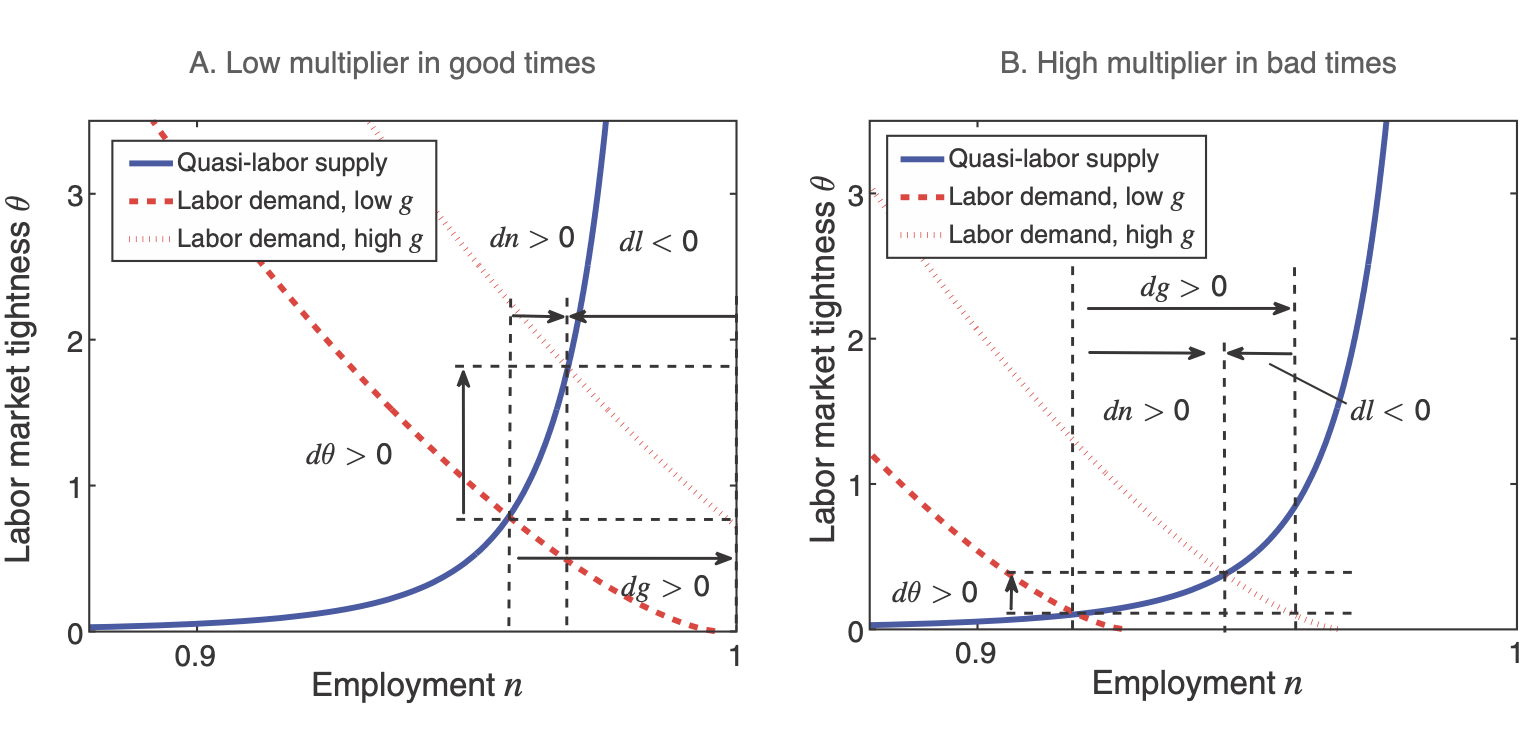 A. Low multiplier in good times
Labor market tightness θ
3
2
1
0
Quasi-labor supply
Labor demand, low g
Labor demand, high g
dn > 0
dl < 0
dθ > 0
dg > 0
0.9
1
Employment n
B. High multiplier in bad times
Labor market tightness θ
3
2
1
0
Quasi-labor supply
Labor demand, low g
Labor demand, high g
dg > 0
dn > 0
dl < 0
dθ > 0
0.9
1
Employment n